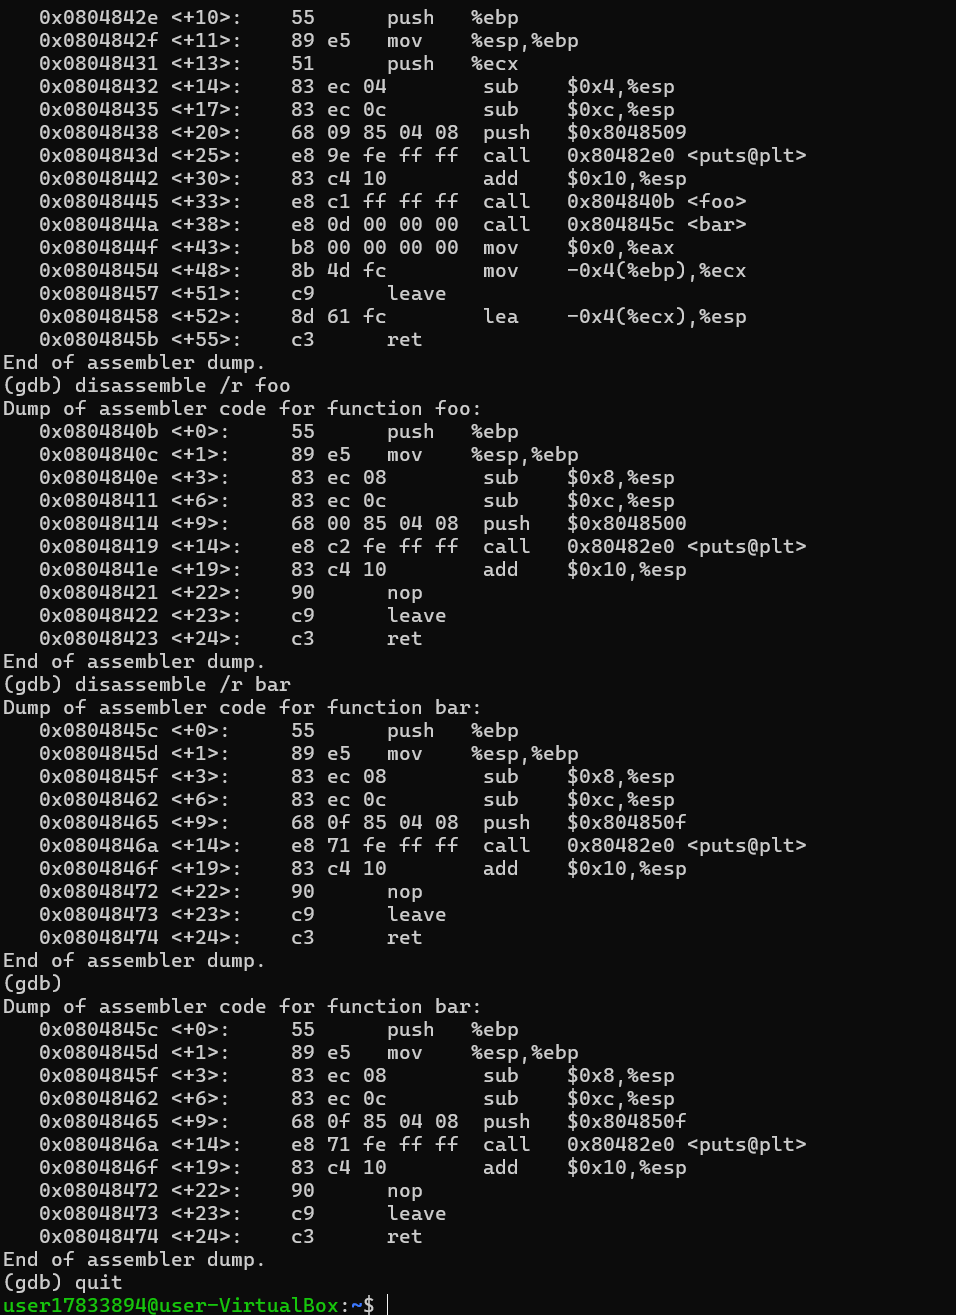 0x0804842e <+10>: 55 push %ebp
0x0804842f <+11>: 89 e5 mov %esp,%ebp
0x08048431 <+13>: 51 push %ecx
0x08048432 <+14>: 83 ec 04 sub $0x4,%esp
0x08048435 <+17>: 83 ec 0c sub $0xc,%esp
0x08048438 <+20>: 68 09 85 04 08 push $0x8048509
0x0804843d <+25>: e8 9e fe ff ff call 0x80482e0 <puts@plt>
0x08048442 <+30>: 83 c4 10 add $0x10,%esp
0x08048445 <+33>: e8 c1 ff ff ff call 0x804840b <foo>
0x0804844a <+38>: e8 0d 00 00 00 call 0x804845c <bar>
0x0804844f <+43>: b8 00 00 00 00 mov $0x0,%eax
0x08048454 <+48>: 8b 4d fc mov -0x4(%ebp),%ecx
0x08048457 <+51>: c9 leave
0x08048458 <+52>: 8d 61 fc lea -0x4(%ecx),%esp
0x0804845b <+55>: c3 ret
End of assembler dump.
(gdb) disassemble /r foo
Dump of assembler code for function foo:
0x0804840b <+0>: 55 push %ebp
0x0804840c <+1>: 89 e5 mov %esp,%ebp
0x0804840e <+3>: 83 ec 08 sub $0x8,%esp
0x08048411 <+6>: 83 ec 0c sub $0xc,%esp
0x08048414 <+9>: 68 00 85 04 08 push $0x8048500
0x08048419 <+14>: e8 c2 fe ff ff call 0x80482e0 <puts@plt>
0x0804841e <+19>: 83 c4 10 add $0x10,%esp
0x08048421 <+22>: 90 nop
0x08048422 <+23>: c9 leave
0x08048423 <+24>: c3 ret
End of assembler dump.
(gdb) disassemble /r bar
Dump of assembler code for function bar:
0x0804845c <+0>: 55 push %ebp
0x0804845d <+1>: 89 e5 mov %esp,%ebp
0x0804845f <+3>: 83 ec 08 sub $0x8,%esp
0x08048462 <+6>: 83 ec 0c sub $0xc,%esp
0x08048465 <+9>: 68 0f 85 04 08 push $0x804850f
0x0804846a <+14>: e8 71 fe ff ff call 0x80482e0 <puts@plt>
0x0804846f <+19>: 83 c4 10 add $0x10,%esp
0x08048472 <+22>: 90 nop
0x08048473 <+23>: c9 leave
0x08048474 <+24>: c3 ret
End of assembler dump.
(gdb)
Dump of assembler code for function bar:
0x0804845c <+0>: 55 push %ebp
0x0804845d <+1>: 89 e5 mov %esp,%ebp
0x0804845f <+3>: 83 ec 08 sub $0x8,%esp
0x08048462 <+6>: 83 ec 0c sub $0xc,%esp
0x08048465 <+9>: 68 0f 85 04 08 push $0x804850f
0x0804846a <+14>: e8 71 fe ff ff call 0x80482e0 <puts@plt>
0x0804846f <+19>: 83 c4 10 add $0x10,%esp
0x08048472 <+22>: 90 nop
0x08048473 <+23>: c9 leave
0x08048474 <+24>: c3 ret
End of assembler dump.
(gdb) quit
user17833894@user-VirtualBox:~$